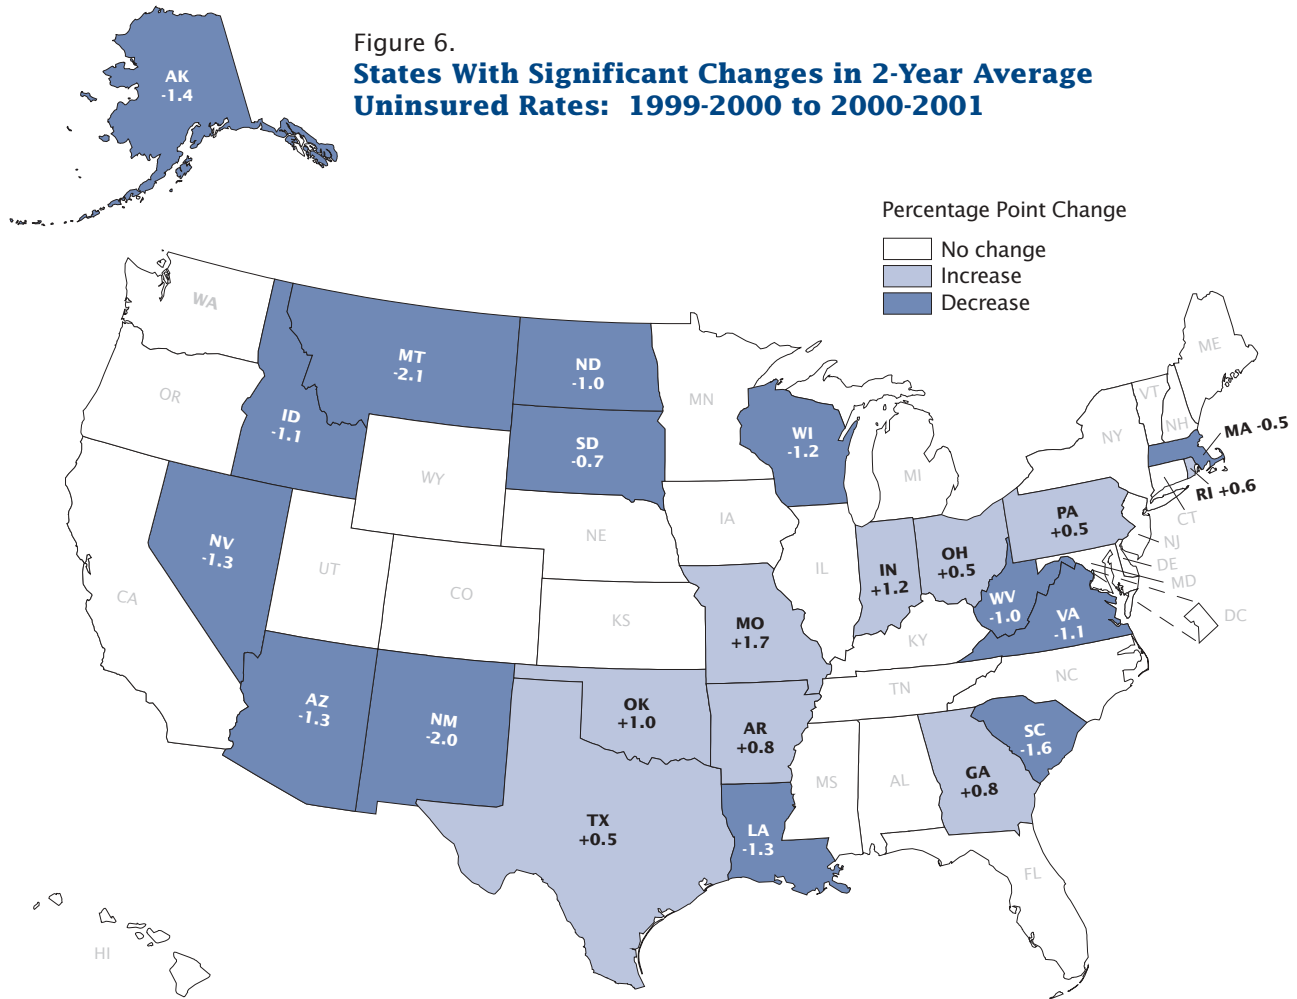 Figure 6.
States With Significant Changes in 2-Year Average
Uninsured Rates: 1999-2000 to 2000-2001
AK
-1.4
Percentage Point Change
No change
Increase
Decrease
WA
OR
ID
-1.1
MT
-2.1
ND
-1.0
SD
-0.7
MN
WI
-1.2
MI
ME
VT
NH
NY
MA -0.5
RI +0.6
CT
NJ
DE
MD
DC
PA
+0.5
OH
+0.5
IN
+1.2
IL
IA
NE
WY
NV
-1.3
UT
CO
CA
KS
MO
+1.7
KY
WV
-1.0
VA
-1.1
NC
TN
AZ
-1.3
NM
-2.0
OK
+1.0
AR
+0.8
SC
-1.6
GA
+0.8
AL
MS
TX
+0.5
LA
-1.3
FL
HI